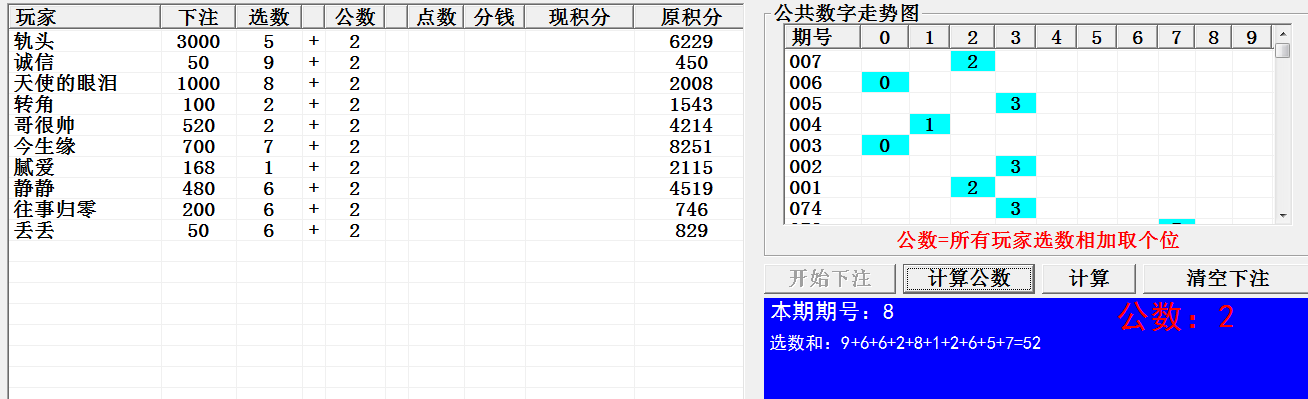 玩家 下注 选数 公数 点数 分钱 现积分 原积分
轨头 3000 5 + 2 6229
诚信 50 9 + 2 450
天使的眼泪 1000 8 + 2 2008
转角 100 2 + 2 1543
哥很帅 520 2 + 2 4214
今生缘 700 7 + 2 8251
腻爱 168 1 + 2 2115
静静 480 6 + 2 4519
往事归零 200 6 + 2 746
丢丢 50 6 + 2 829
公共数字走势图
期号 0 1 2 3 4 5 6 7 8 9
007 2
006 0
005 3
004 1
003 0
002 3
001 2
074 3
公数=所有玩家选数相加取个位
开始下注 计算公数 计算 清空下注
本期期号：8 公数：2
选数和：9+6+6+2+8+1+2+6+5+7=52